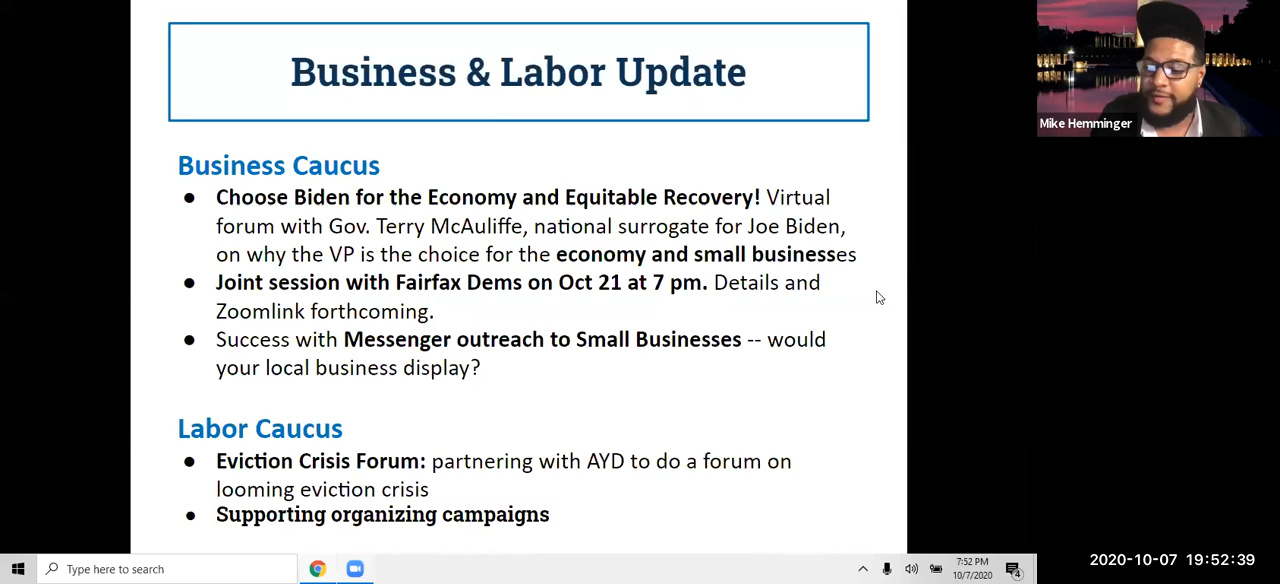 Business & Labor Update
Business Caucus
● Choose Biden for the Economy and Equitable Recovery! Virtual
forum with Gov. Terry McAuliffe, national surrogate for Joe Biden,
on why the VP is the choice for the economy and small businesses
● Joint session with Fairfax Dems on Oct 21 at 7 pm. Details and
Zoomlink forthcoming.
● Success with Messenger outreach to Small Businesses -- would
your local business display?
Labor Caucus
● Eviction Crisis Forum: partnering with AYD to do a forum on
looming eviction crisis
● Supporting organizing campaigns
Mike Hemminger
Type here to search
7:52 PM
10/7/2020
4
2020-10-07 19:52:39